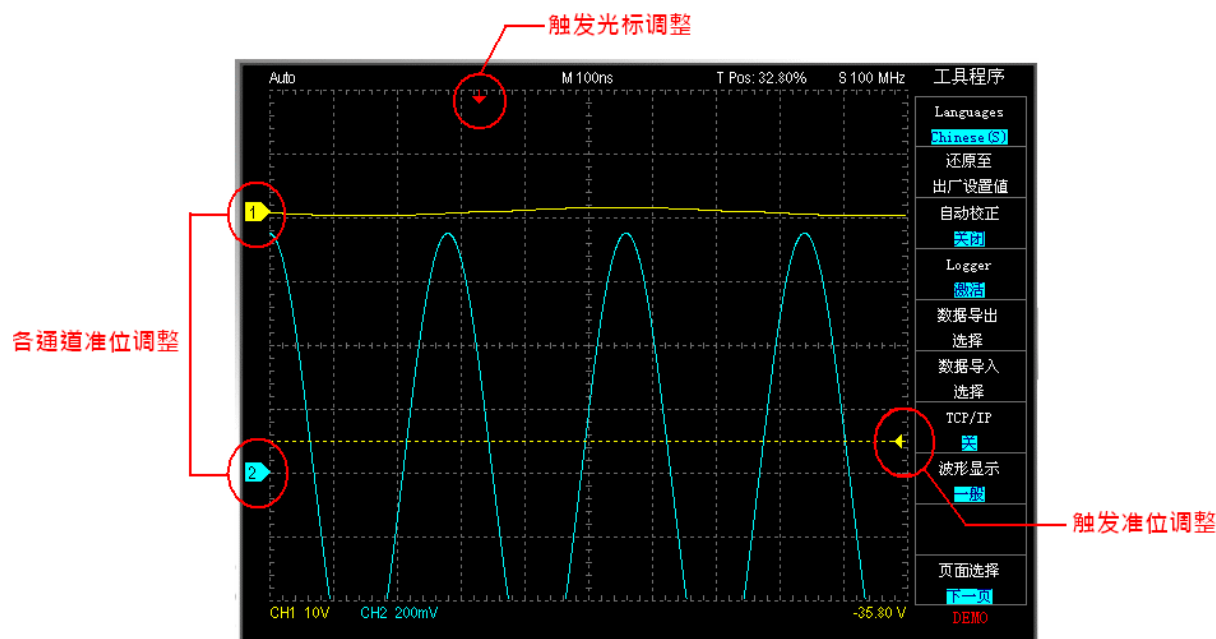 触发光标调整
Auto M 100ns T Pos: 32.80% S 100 MHz 工具程序
Languages
Chinese(S)
还原至
出厂设置値
1
自动校正
关闭
Logger
激活
数据导出
选择
各通道准位调整
数据导入
选择
TCP/IP
关
2
波形显示
一般
触发准位调整
页面选择
下一页
CH1 10V CH2 200mV -35.80 V
DEMO